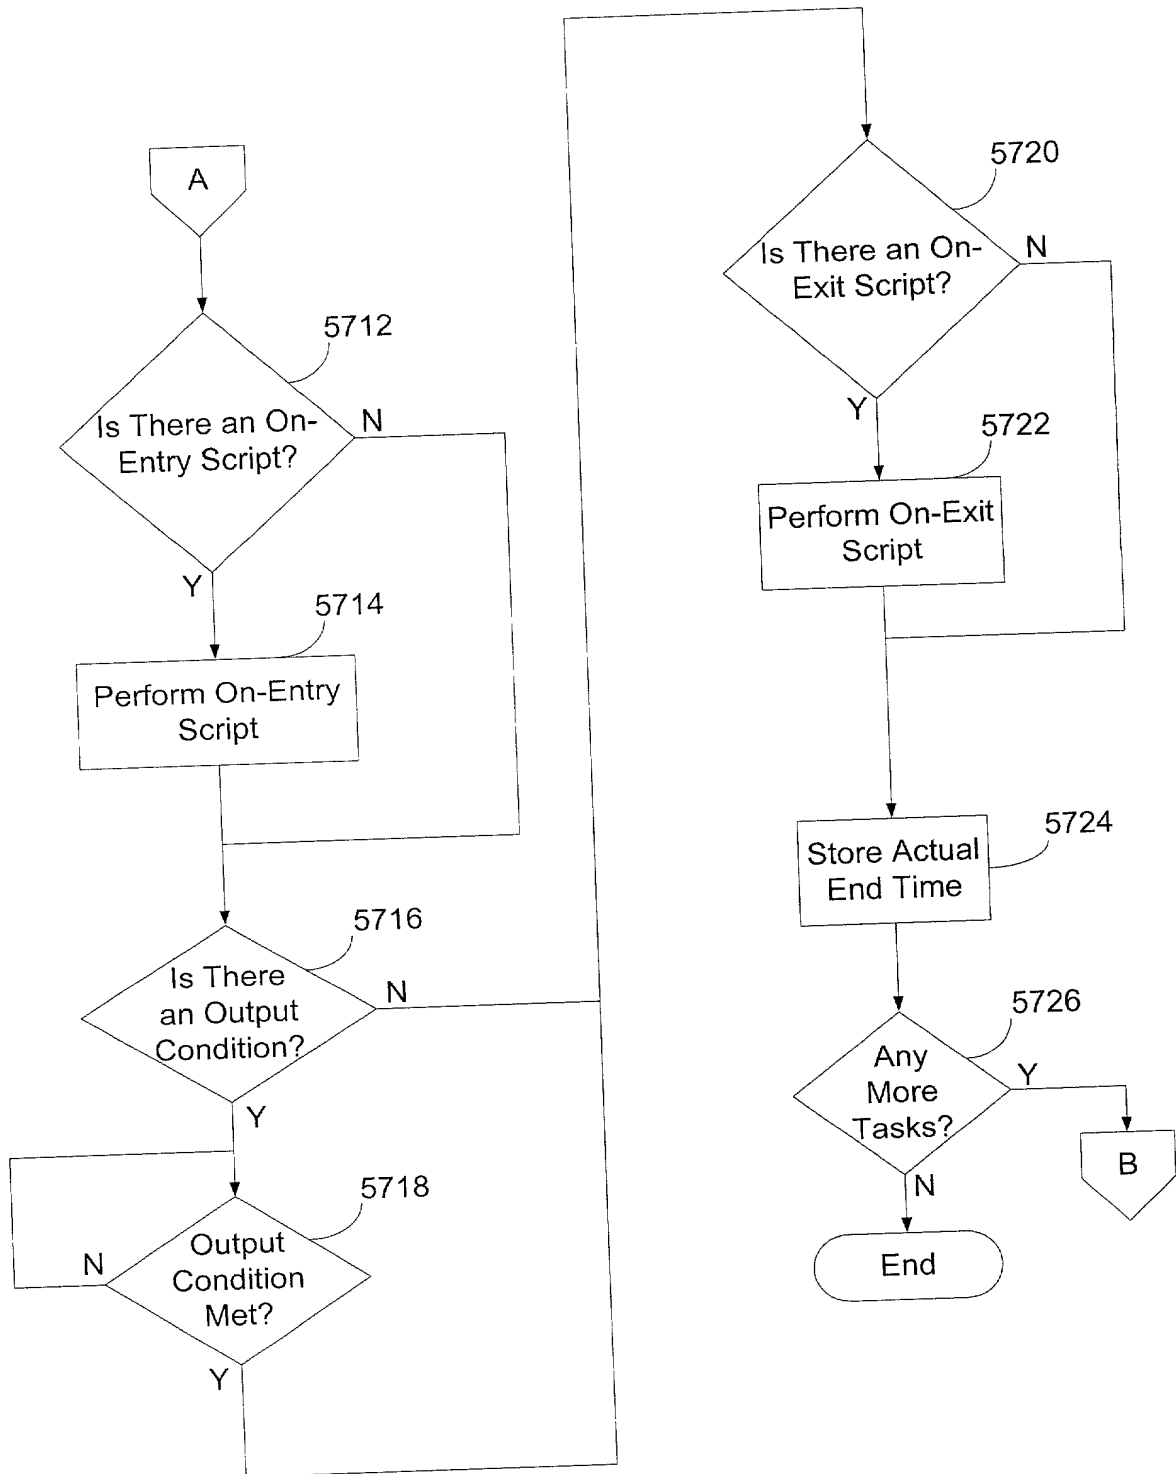 A
5712
Is There an On-
Entry Script?
N
Y
5714
Perform On-Entry
Script
5716
Is There
an Output
Condition?
N
Y
5718
Output
Condition
Met?
N
Y
5720
Is There an On-
Exit Script?
N
Y
5722
Perform On-Exit
Script
5724
Store Actual
End Time
5726
Any
More
Tasks?
Y
B
N
End